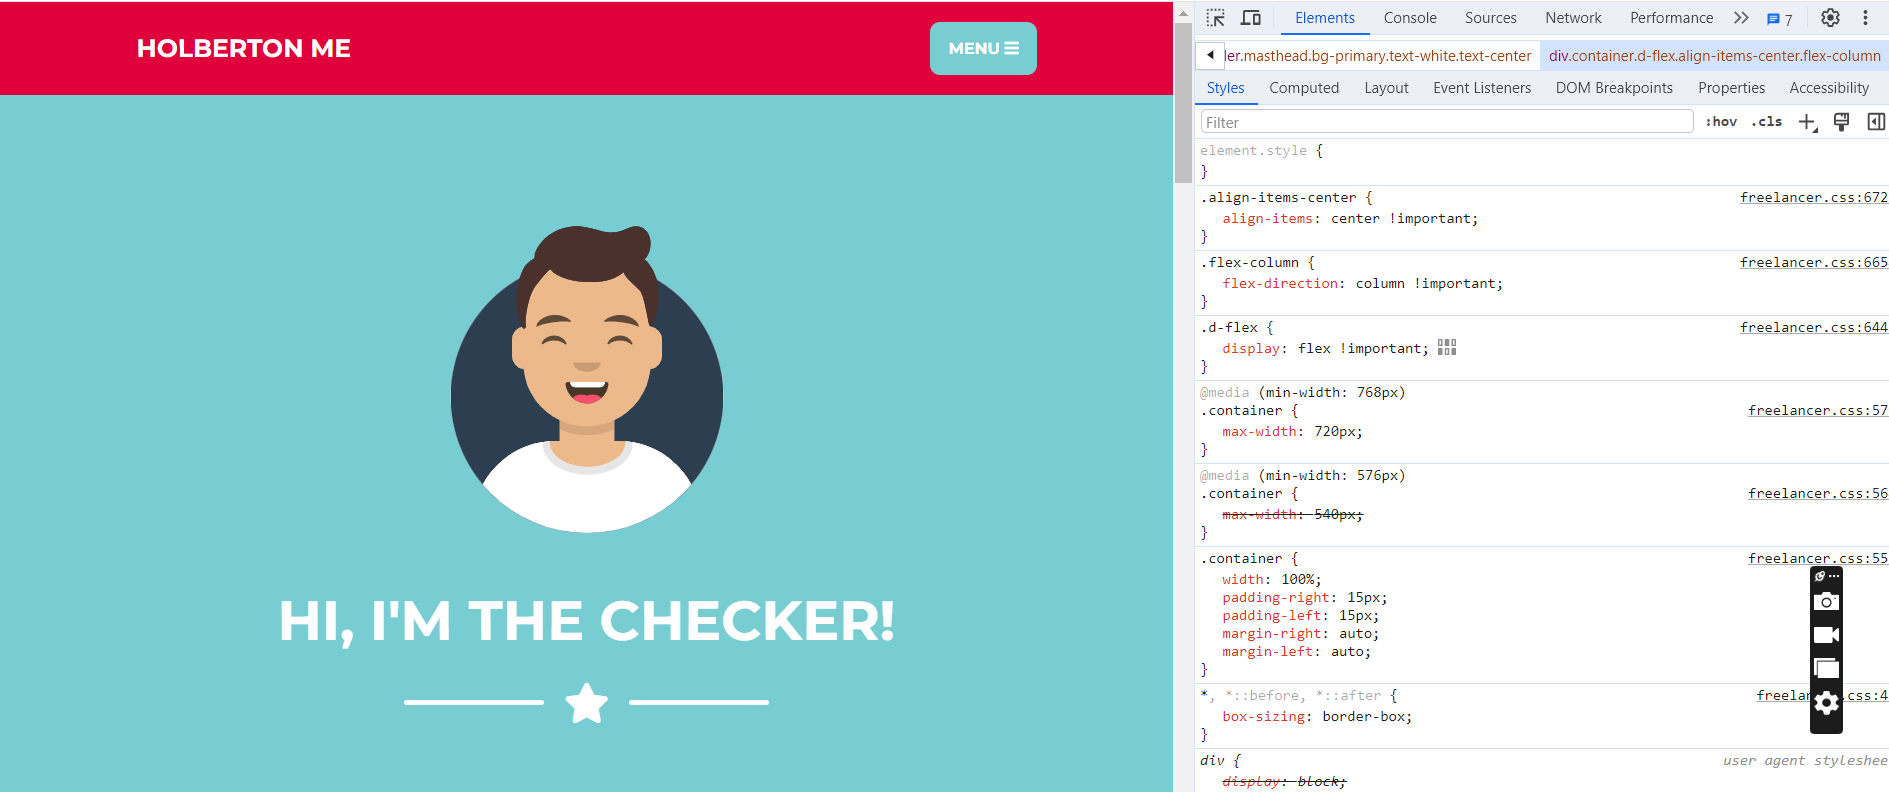 HOLBERTON ME
MENU
HI, I'M THE CHECKER!
Elements Console Sources Network Performance 7
der.masthead.bg-primary.text-white.text-center div.container.d-flex.align-items-center.flex-column
Styles Computed Layout Event Listeners DOM Breakpoints Properties Accessibility
Filter :hov .cls
element.style {
}
.align-items-center { freelancer.css:672
align-items: center !important;
}
.flex-column { freelancer.css:665
flex-direction: column !important;
}
.d-flex { freelancer.css:644
display: flex !important;
}
@media (min-width: 768px)
.container { freelancer.css:57
max-width: 720px;
}
@media (min-width: 576px)
.container { freelancer.css:56
max-width: 540px;
}
.container { freelancer.css:55
width: 100%;
padding-right: 15px;
padding-left: 15px;
margin-right: auto;
margin-left: auto;
}
*, *::before, *::after { freelan .css:4
box-sizing: border-box;
}
div { user agent styleshee
display: block;